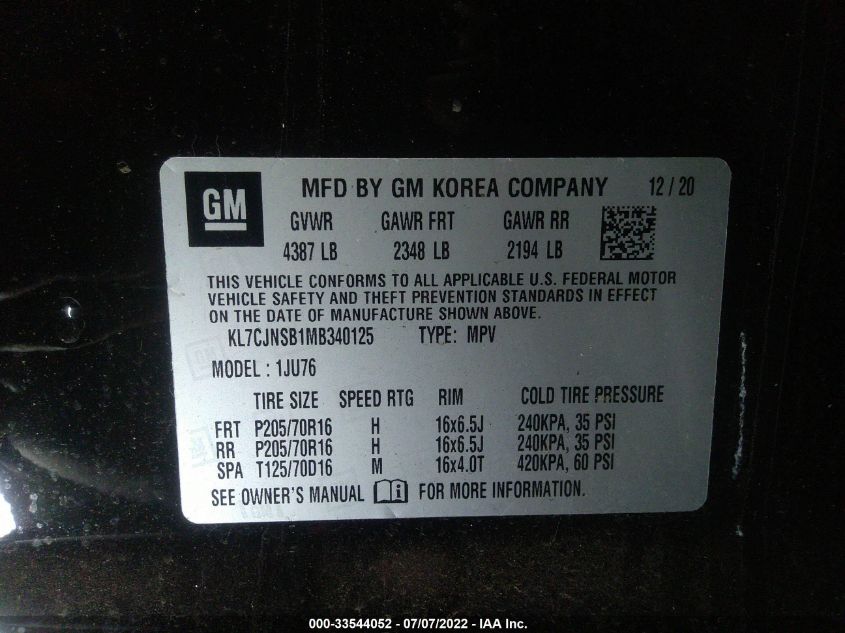 GM MFD BY GM KOREA COMPANY 12 / 20
GVWR GAWR FRT GAWR RR
4387 LB 2348 LB 2194 LB
THIS VEHICLE CONFORMS TO ALL APPLICABLE U.S. FEDERAL MOTOR
VEHICLE SAFETY AND THEFT PREVENTION STANDARDS IN EFFECT
ON THE DATE OF MANUFACTURE SHOWN ABOVE.
KL7CJNSB1MB340125 TYPE: MPV
MODEL : 1JU76
TIRE SIZE SPEED RTG RIM COLD TIRE PRESSURE
FRT P205/70R16 H 16x6.5J 240KPA, 35 PSI
RR P205/70R16 H 16x6.5J 240KPA, 35 PSI
SPA T125/70D16 M 16x4.0T 420KPA, 60 PSI
SEE OWNER'S MANUAL FOR MORE INFORMATION.
000-33544052 - 07/07/2022 - IAA Inc.